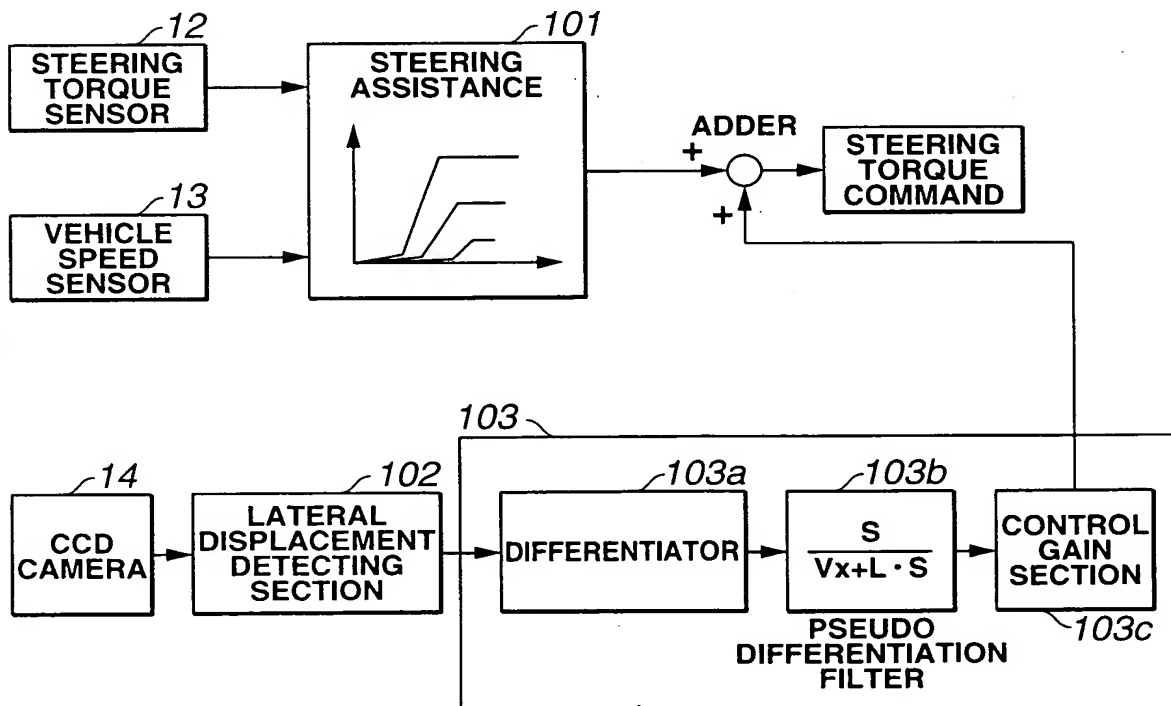 12
STEERING
TORQUE
SENSOR
101
STEERING
ASSISTANCE
ADDER
+
+
STEERING
TORQUE
COMMAND
13
VEHICLE
SPEED
SENSOR
103
14
CCD
CAMERA
102
LATERAL
DISPLACEMENT
DETECTING
SECTION
103a
DIFFERENTIATOR
103b
S
Vx+L·S
PSEUDO
DIFFERENTIATION
FILTER
CONTROL
GAIN
SECTION
103c